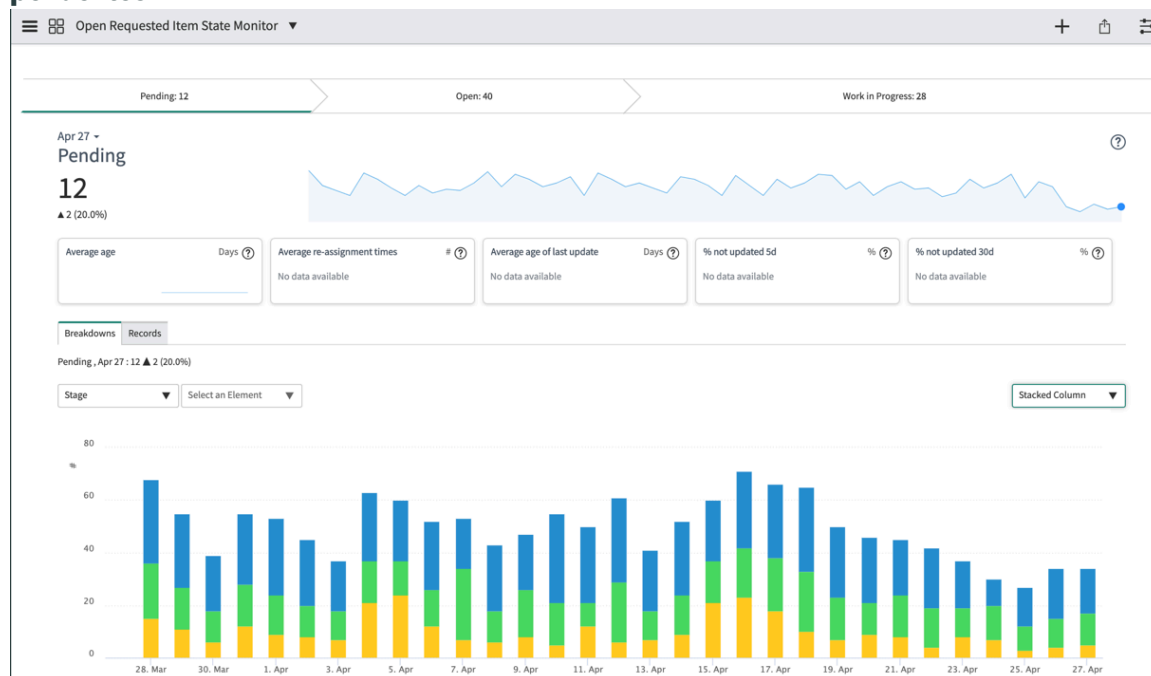 Open Requested Item State Monitor ▼
Pending: 12
Open: 40
Work in Progress: 28
Apr 27
Pending
12
▲ 2 (20.0%)
Average age Days
Average re-assignment times #
No data available
Average age of last update Days
No data available
% not updated 5d %
No data available
% not updated 30d %
No data available
Breakdowns Records
Pending , Apr 27 : 12 ▲ 2 (20.0%)
Stage ▼ Select an Element ▼ Stacked Column ▼
80
60
40
20
0
28. Mar 30. Mar 1. Apr 3. Apr 5. Apr 7. Apr 9. Apr 11. Apr 13. Apr 15. Apr 17. Apr 19. Apr 21. Apr 23. Apr 25. Apr 27. Apr